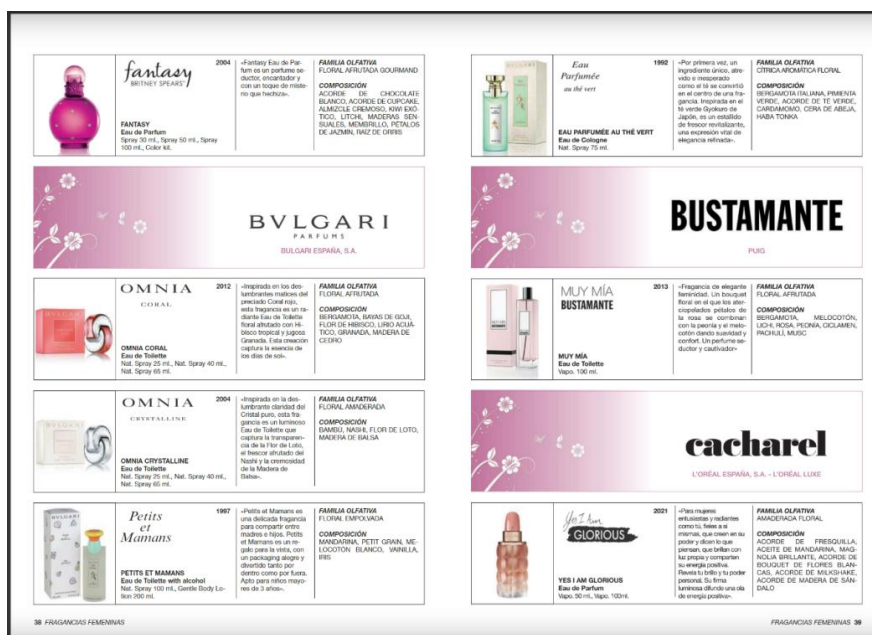 fantasy
BRITNEY SPEARS
2004
FANTASY
Eau de Parfum
Spray 30 ml., Spray 50 ml., Spray
100 ml., Color kit.
«Fantasy Eau de Par-
fum es un perfume se-
ductor, encantador y
con un toque de miste-
rio que hechiza».
FAMILIA OLFATIVA
FLORAL AFRUTADA GOURMAND
COMPOSICIÓN
ACORDE DE CHOCOLATE
BLANCO, ACORDE DE CUPCAKE,
ALMIZCLE CREMOSO, KIWI EXÓ-
TICO, LITCHI, MADERAS SEN-
SUALES, MEMBRILLO, PÉTALOS
DE JAZMIN, RAÍZ DE ORRIS
BVLGARI
PARFUMS
BULGARI ESPAÑA, S.A.
OMNIA
CORAL
2012
OMNIA CORAL
Eau de Toilette
Nat. Spray 25 ml., Nat. Spray 40 ml.,
Nat. Spray 65 ml.
«Inspirada en los des-
lumbrantes matices del
preciado Coral rojo,
esta fragancia es un ra-
diante Eau de Toilette
floral afrutado con Hi-
bisco tropical y jugosa
Granada. Esta creación
captura la esencia de
los días de sol».
FAMILIA OLFATIVA
FLORAL AFRUTADA
COMPOSICIÓN
BERGAMOTA, BAYAS DE GOJI,
FLOR DE HIBISCO, LIRIO ACUÁ-
TICO, GRANADA, MADERA DE
CEDRO
OMNIA
CRYSTALLINE
2004
OMNIA CRYSTALLINE
Eau de Toilette
Nat. Spray 25 ml., Nat. Spray 40 ml.,
Nat. Spray 65 ml.
«Inspirada en la des-
lumbrante claridad del
Cristal puro, esta fra-
gancia es un luminoso
Eau de Toilette que
captura la transparen-
cia de la Flor de Loto,
el frescor afrutado del
Nashi y la cremosidad
de la Madera de
Balsa».
FAMILIA OLFATIVA
FLORAL AMADERADA
COMPOSICIÓN
BAMBÚ, NASHI, FLOR DE LOTO,
MADERA DE BALSA
BVLGARI
Petits
et
Mamans
1997
PETITS ET MAMANS
Eau de Toilette with alcohol
Nat. Spray 100 ml., Gentle Body Lo-
tion 200 ml.
«Petits et Mamans es
una delicada fragancia
para compartir entre
madres e hijos. Petits
et Mamans es un re-
galo para la vista, con
un packaging alegre y
divertido tanto por
dentro como por fuera.
Apto para niños mayo-
res de 3 años».
FAMILIA OLFATIVA
FLORAL EMPOLVADA
COMPOSICIÓN
MANDARINA, PETIT GRAIN, ME-
LOCOTÓN BLANCO, VAINILLA,
IRIS
38 FRAGANCIAS FEMENINAS
Eau
Parfumée
au thé vert
1992
EAU PARFUMÉE AU THÉ VERT
Eau de Cologne
Nat. Spray 75 ml.
«Por primera vez, un
ingrediente único, atre-
vido e inesperado
como el té se convirtió
en el centro de una fra-
gancia. Inspirada en el
té verde Gyokuro de
Japón, es un estallido
de frescor revitalizante,
una expresión vital de
elegancia refinada».
FAMILIA OLFATIVA
CÍTRICA AROMÁTICA FLORAL
COMPOSICIÓN
BERGAMOTA ITALIANA, PIMIENTA
VERDE, ACORDE DE TÉ VERDE,
CARDAMOMO, CERA DE ABEJA,
HABA TONKA
BUSTAMANTE
PUIG
MUY MÍA
BUSTAMANTE
2013
MUY MÍA
Eau de Toilette
Vapo. 100 ml.
«Fragancia de elegante
feminidad. Un bouquet
floral en el que los ater-
ciopelados pétalos de
la rosa se combinan
con la peonía y el melo-
cotón dando suavidad y
confort. Un perfume se-
ductor y cautivador»
FAMILIA OLFATIVA
FLORAL AFRUTADA
COMPOSICIÓN
BERGAMOTA, MELOCOTÓN,
LICHI, ROSA, PEONÍA, CICLAMEN,
PACHULÍ, MUSC
cacharel
L'ORÉAL ESPAÑA, S.A. - L'ORÉAL LUXE
Yes I Am
GLORIOUS
2021
YES I AM GLORIOUS
Eau de Parfum
Vapo. 50 ml., Vapo. 100ml.
«Para mujeres
entusiastas y radiantes
como tú, fieles a sí
mismas, que creen en su
poder y dicen lo que
piensan, que brillan con
luz propia y comparten
su energía positiva.
Revela tu brillo y tu poder
personal. Su firma
luminosa difunde una ola
de energía positiva».
FAMILIA OLFATIVA
AMADERADA FLORAL
COMPOSICIÓN
ACORDE DE FRESQUILLA,
ACEITE DE MANDARINA, MAG-
NOLIA BRILLANTE, ACORDE DE
BOUQUET DE FLORES BLAN-
CAS, ACORDE DE MILKSHAKE,
ACORDE DE MADERA DE SÁN-
DALO
FRAGANCIAS FEMENINAS 39